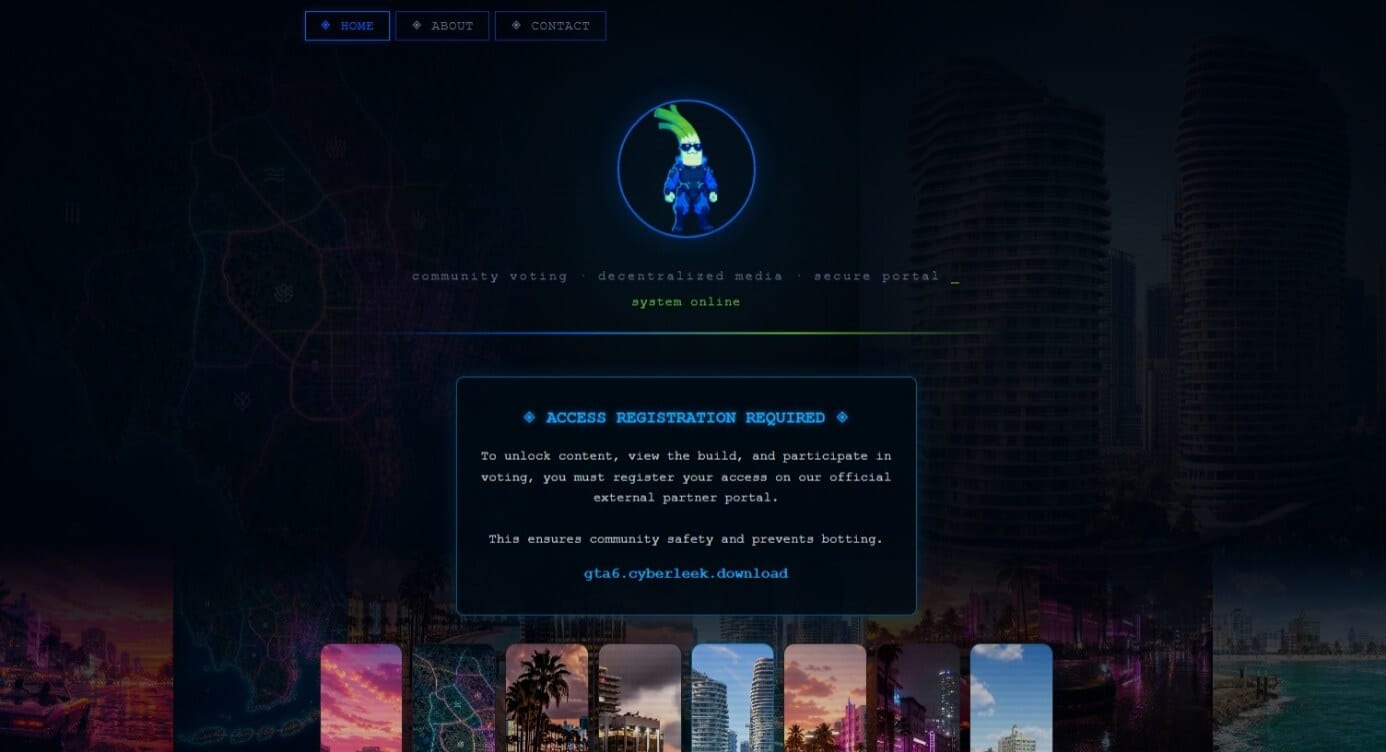 HOME
ABOUT
CONTACT
community voting · decentralized media · secure portal _
system online
◈ ACCESS REGISTRATION REQUIRED ◈
To unlock content, view the build, and participate in
voting, you must register your access on our official
external partner portal.
This ensures community safety and prevents botting.
gta6.cyberleek.download